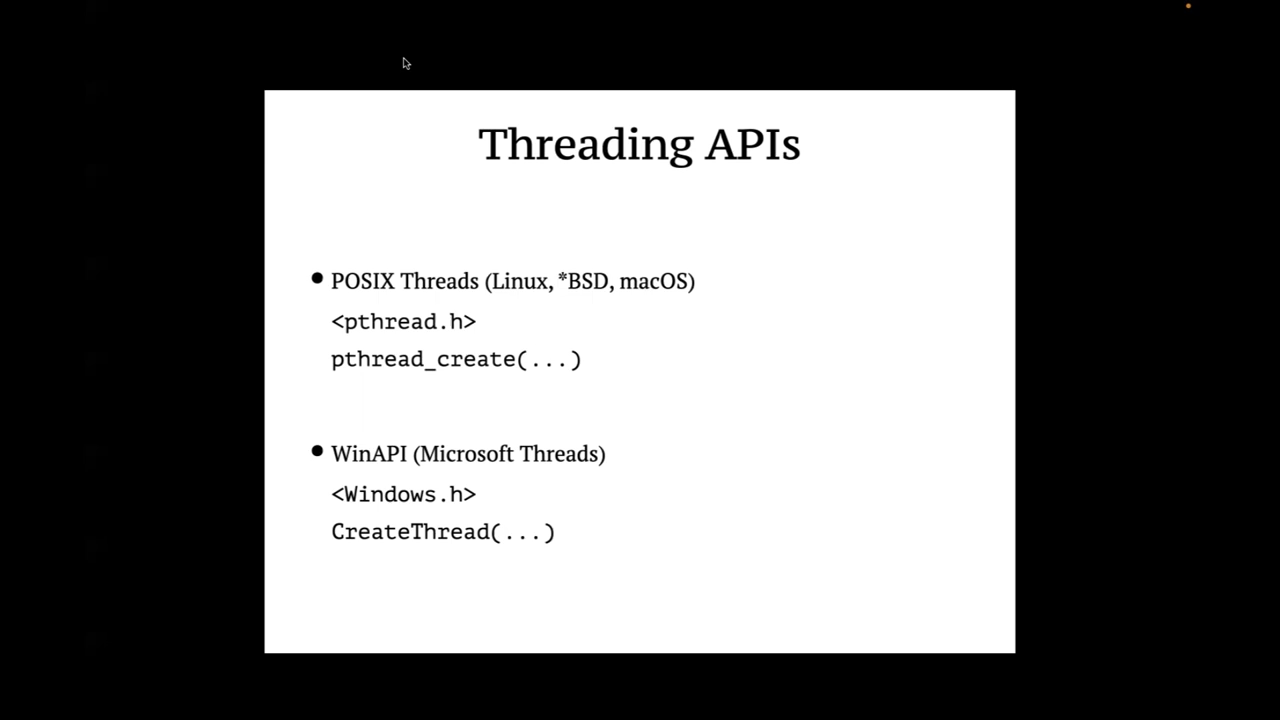 Threading APIs
• POSIX Threads (Linux, *BSD, macOS)
<pthread.h>
pthread_create(...)
• WinAPI (Microsoft Threads)
<Windows.h>
CreateThread(...)